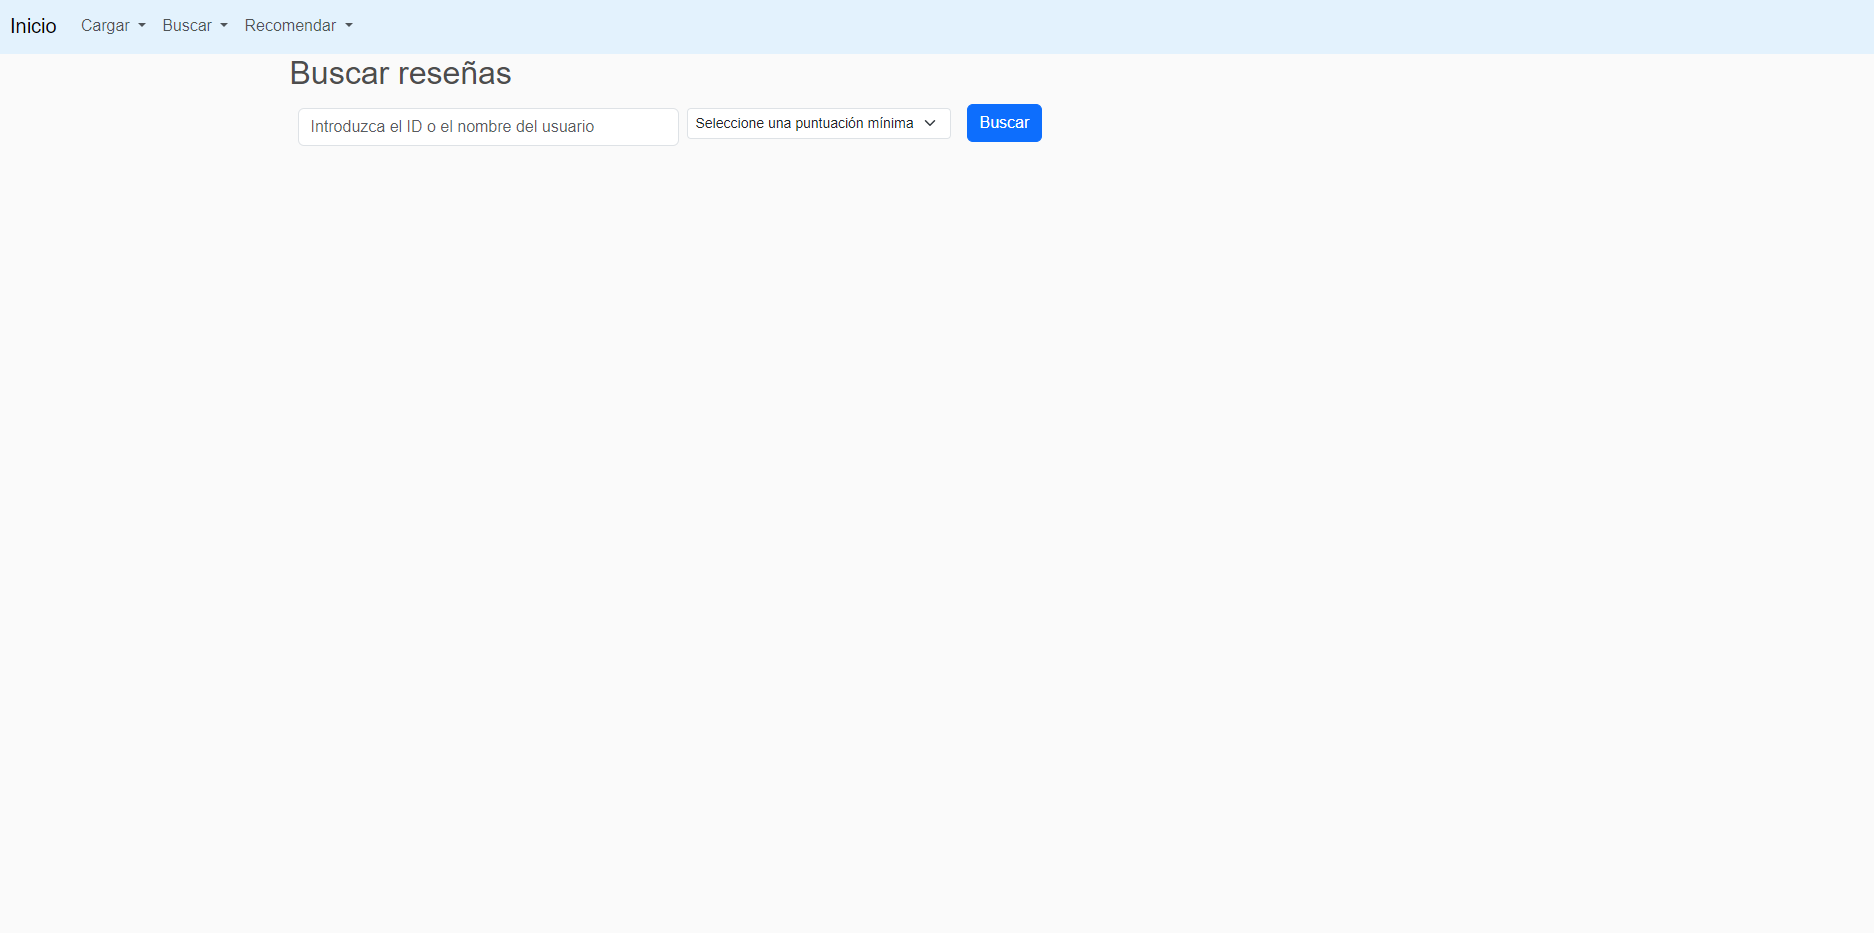 Inicio Cargar Buscar Recomendar
Buscar reseñas
Introduzca el ID o el nombre del usuario Seleccione una puntuación mínima Buscar